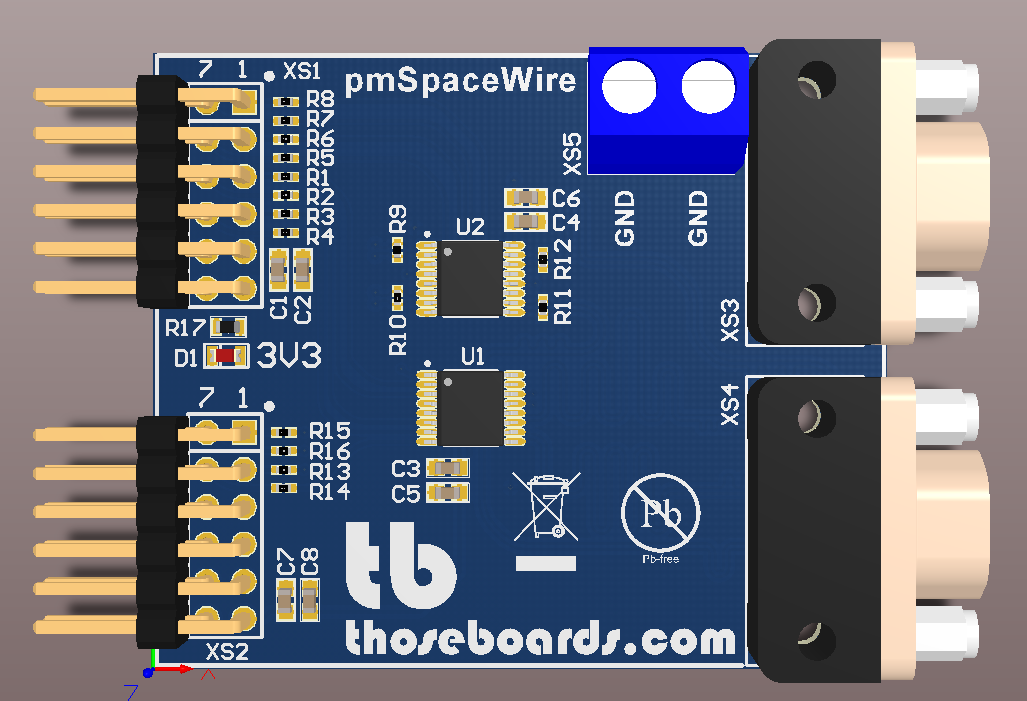 7 1 XS1
pmSpaceWire
R8
R7
R6
R5
R1
R2
R3
R4
C1 C2
XS5
GND GND
C6
C4
R9
U2
R12
R10
R11
XS3
R17
D1 3V3
U1
XS4
7 1
R15
R16
R13
R14
C3
C5
Pb
Pb-free
C7 C8
tb
thoseboards.com
XS2
X
Z